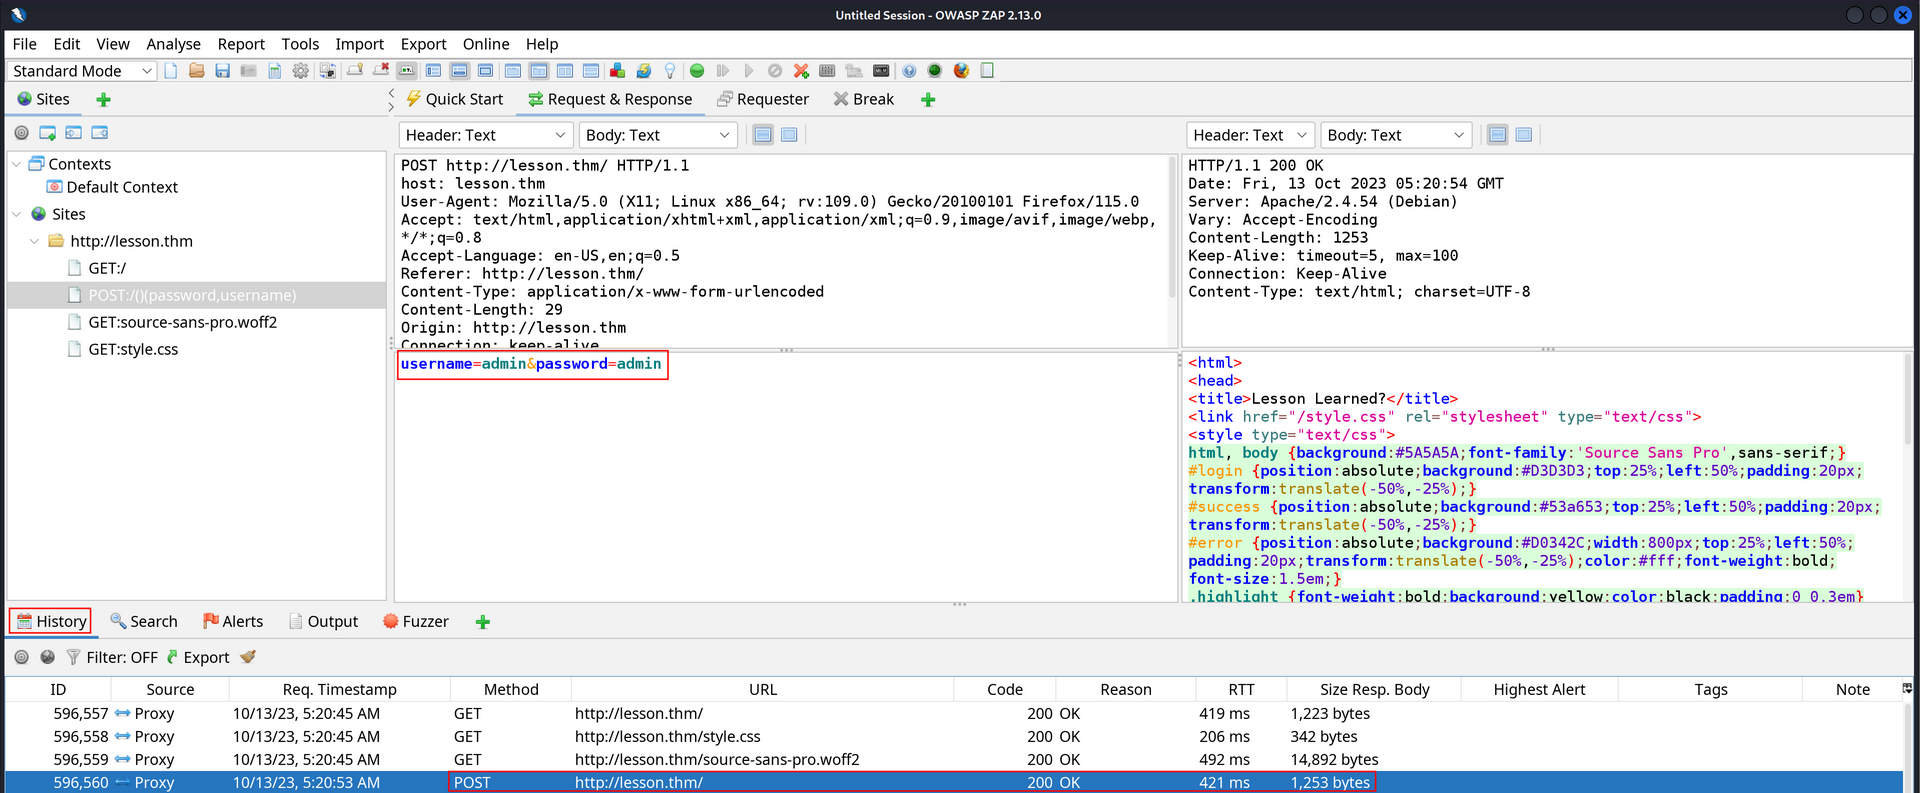 Untitled Session - OWASP ZAP 2.13.0
File Edit View Analyse Report Tools Import Export Online Help
Standard Mode
Sites
Quick Start Request & Response Requester Break
Header: Text Body: Text
Header: Text Body: Text
Contexts
Default Context
Sites
http://lesson.thm
GET:/
POST:/()(password,username)
GET:source-sans-pro.woff2
GET:style.css
POST http://lesson.thm/ HTTP/1.1
host: lesson.thm
User-Agent: Mozilla/5.0 (X11; Linux x86_64; rv:109.0) Gecko/20100101 Firefox/115.0
Accept: text/html,application/xhtml+xml,application/xml;q=0.9,image/avif,image/webp,
*/*;q=0.8
Accept-Language: en-US,en;q=0.5
Referer: http://lesson.thm/
Content-Type: application/x-www-form-urlencoded
Content-Length: 29
Origin: http://lesson.thm
Connection: keep-alive
username=admin&password=admin
HTTP/1.1 200 OK
Date: Fri, 13 Oct 2023 05:20:54 GMT
Server: Apache/2.4.54 (Debian)
Vary: Accept-Encoding
Content-Length: 1253
Keep-Alive: timeout=5, max=100
Connection: Keep-Alive
Content-Type: text/html; charset=UTF-8
<html>
<head>
<title>Lesson Learned?</title>
<link href="/style.css" rel="stylesheet" type="text/css">
<style type="text/css">
html, body {background:#5A5A5A;font-family:'Source Sans Pro',sans-serif;}
#login {position:absolute;background:#D3D3D3;top:25%;left:50%;padding:20px;
transform:translate(-50%,-25%);}
#success {position:absolute;background:#53a653;top:25%;left:50%;padding:20px;
transform:translate(-50%,-25%);}
#error {position:absolute;background:#D0342C;width:800px;top:25%;left:50%;
padding:20px;transform:translate(-50%,-25%);color:#fff;font-weight:bold;
font-size:1.5em;}
.highlight {font-weight:bold;background:yellow;color:black;padding:0 0.3em}
History Search Alerts Output Fuzzer
Filter: OFF Export
ID Source Req. Timestamp Method URL Code Reason RTT Size Resp. Body Highest Alert Tags Note
596,557 Proxy 10/13/23, 5:20:45 AM GET http://lesson.thm/ 200 OK 419 ms 1,223 bytes
596,558 Proxy 10/13/23, 5:20:45 AM GET http://lesson.thm/style.css 200 OK 206 ms 342 bytes
596,559 Proxy 10/13/23, 5:20:45 AM GET http://lesson.thm/source-sans-pro.woff2 200 OK 492 ms 14,892 bytes
596,560 Proxy 10/13/23, 5:20:53 AM POST http://lesson.thm/ 200 OK 421 ms 1,253 bytes